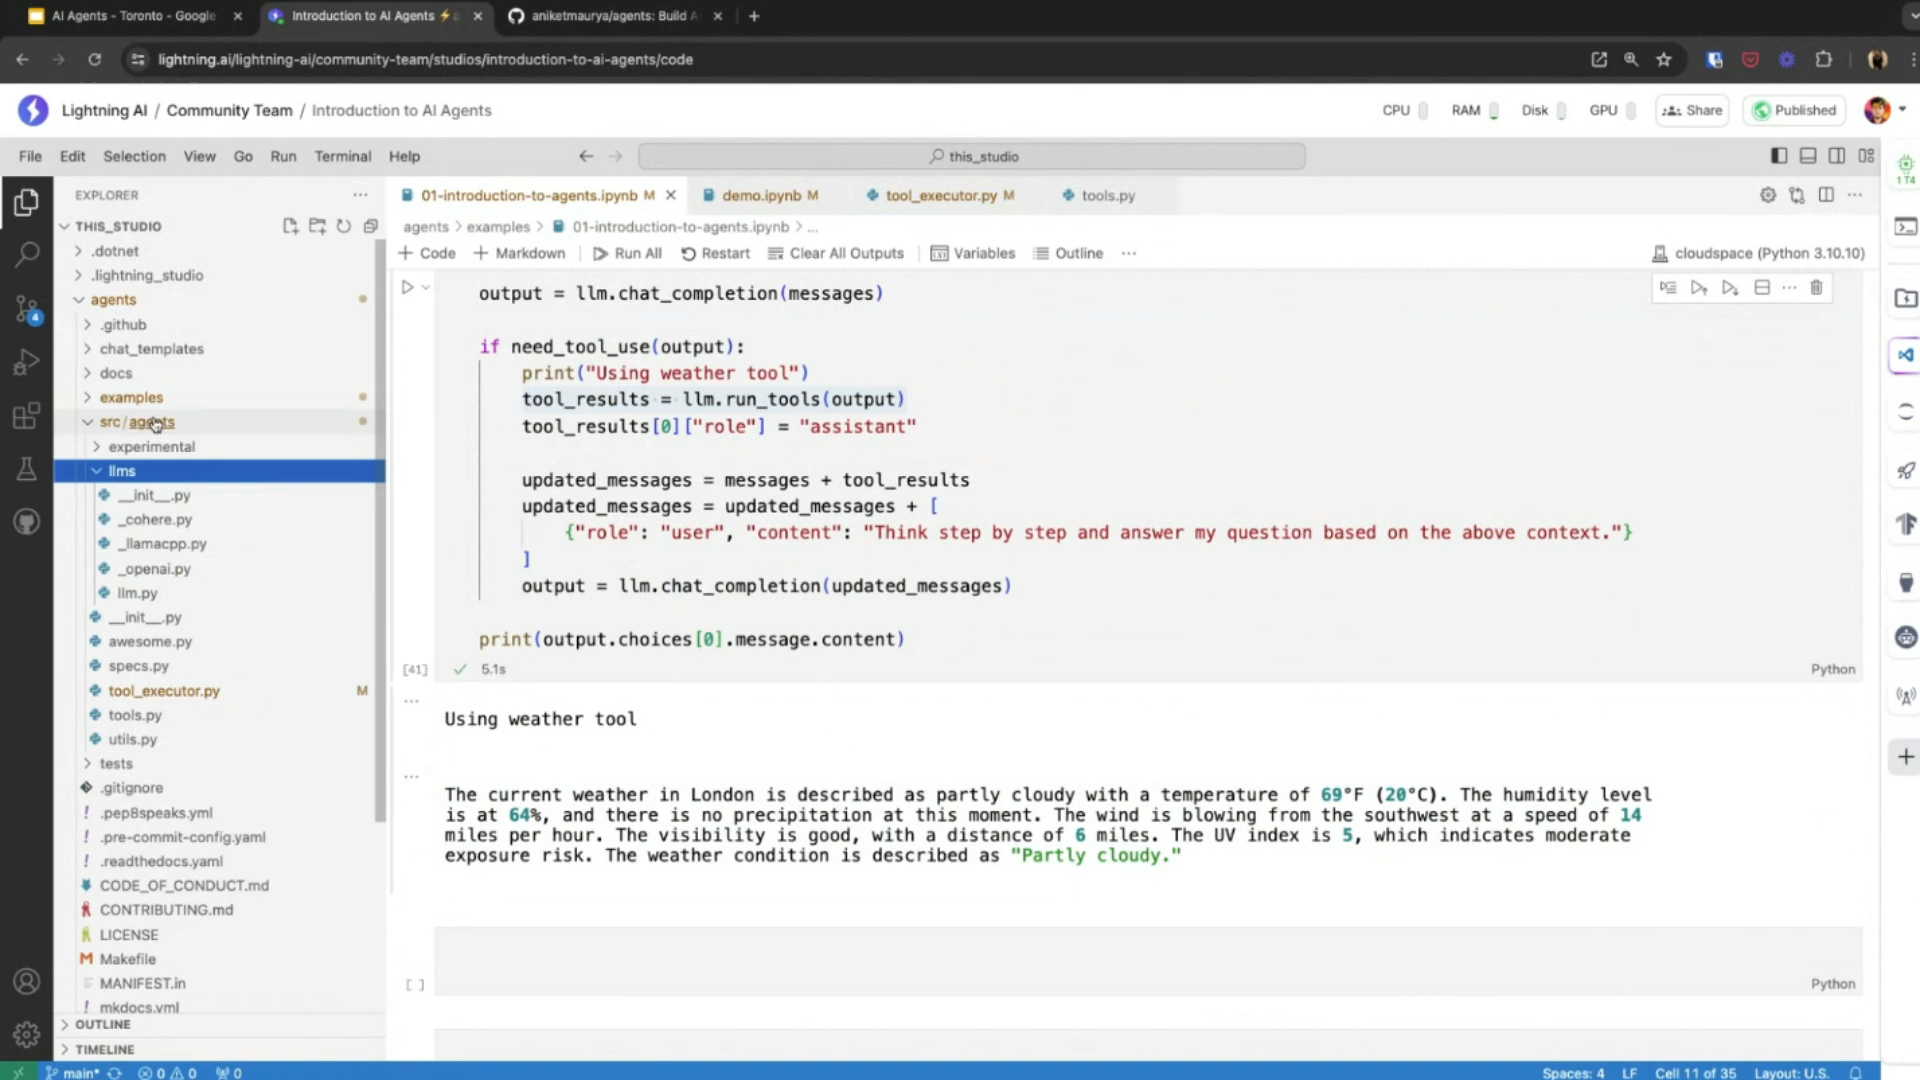 AI Agents - Toronto - Google
Introduction to AI Agents
aniketmaurya/agents: Build A
lightning.ai/lightning-ai/community-team/studios/introduction-to-ai-agents/code
Lightning AI / Community Team / Introduction to AI Agents
CPU RAM Disk GPU Share Published
File Edit Selection View Go Run Terminal Help
this_studio
1 T4
EXPLORER
THIS_STUDIO
.dotnet
.lightning_studio
agents
.github
chat_templates
docs
examples
src/agents
experimental
llms
__init__.py
_cohere.py
_llamacpp.py
_openai.py
llm.py
__init__.py
awesome.py
specs.py
tool_executor.py M
tools.py
utils.py
tests
.gitignore
.pep8speaks.yml
.pre-commit-config.yaml
.readthedocs.yaml
CODE_OF_CONDUCT.md
CONTRIBUTING.md
LICENSE
Makefile
MANIFEST.in
mkdocs.yml
OUTLINE
TIMELINE
4
01-introduction-to-agents.ipynb M
demo.ipynb M
tool_executor.py M
tools.py
agents > examples > 01-introduction-to-agents.ipynb > ...
+ Code + Markdown Run All Restart Clear All Outputs Variables Outline ...
cloudspace (Python 3.10.10)
output = llm.chat_completion(messages)
if need_tool_use(output):
print("Using weather tool")
tool_results = llm.run_tools(output)
tool_results[0]["role"] = "assistant"
updated_messages = messages + tool_results
updated_messages = updated_messages + [
{"role": "user", "content": "Think step by step and answer my question based on the above context."}
]
output = llm.chat_completion(updated_messages)
print(output.choices[0].message.content)
[41] 5.1s Python
Using weather tool
The current weather in London is described as partly cloudy with a temperature of 69°F (20°C). The humidity level
is at 64%, and there is no precipitation at this moment. The wind is blowing from the southwest at a speed of 14
miles per hour. The visibility is good, with a distance of 6 miles. The UV index is 5, which indicates moderate
exposure risk. The weather condition is described as "Partly cloudy."
[ ] Python
main* 0 0 0
Spaces: 4 LF Cell 11 of 35 Layout: U.S.